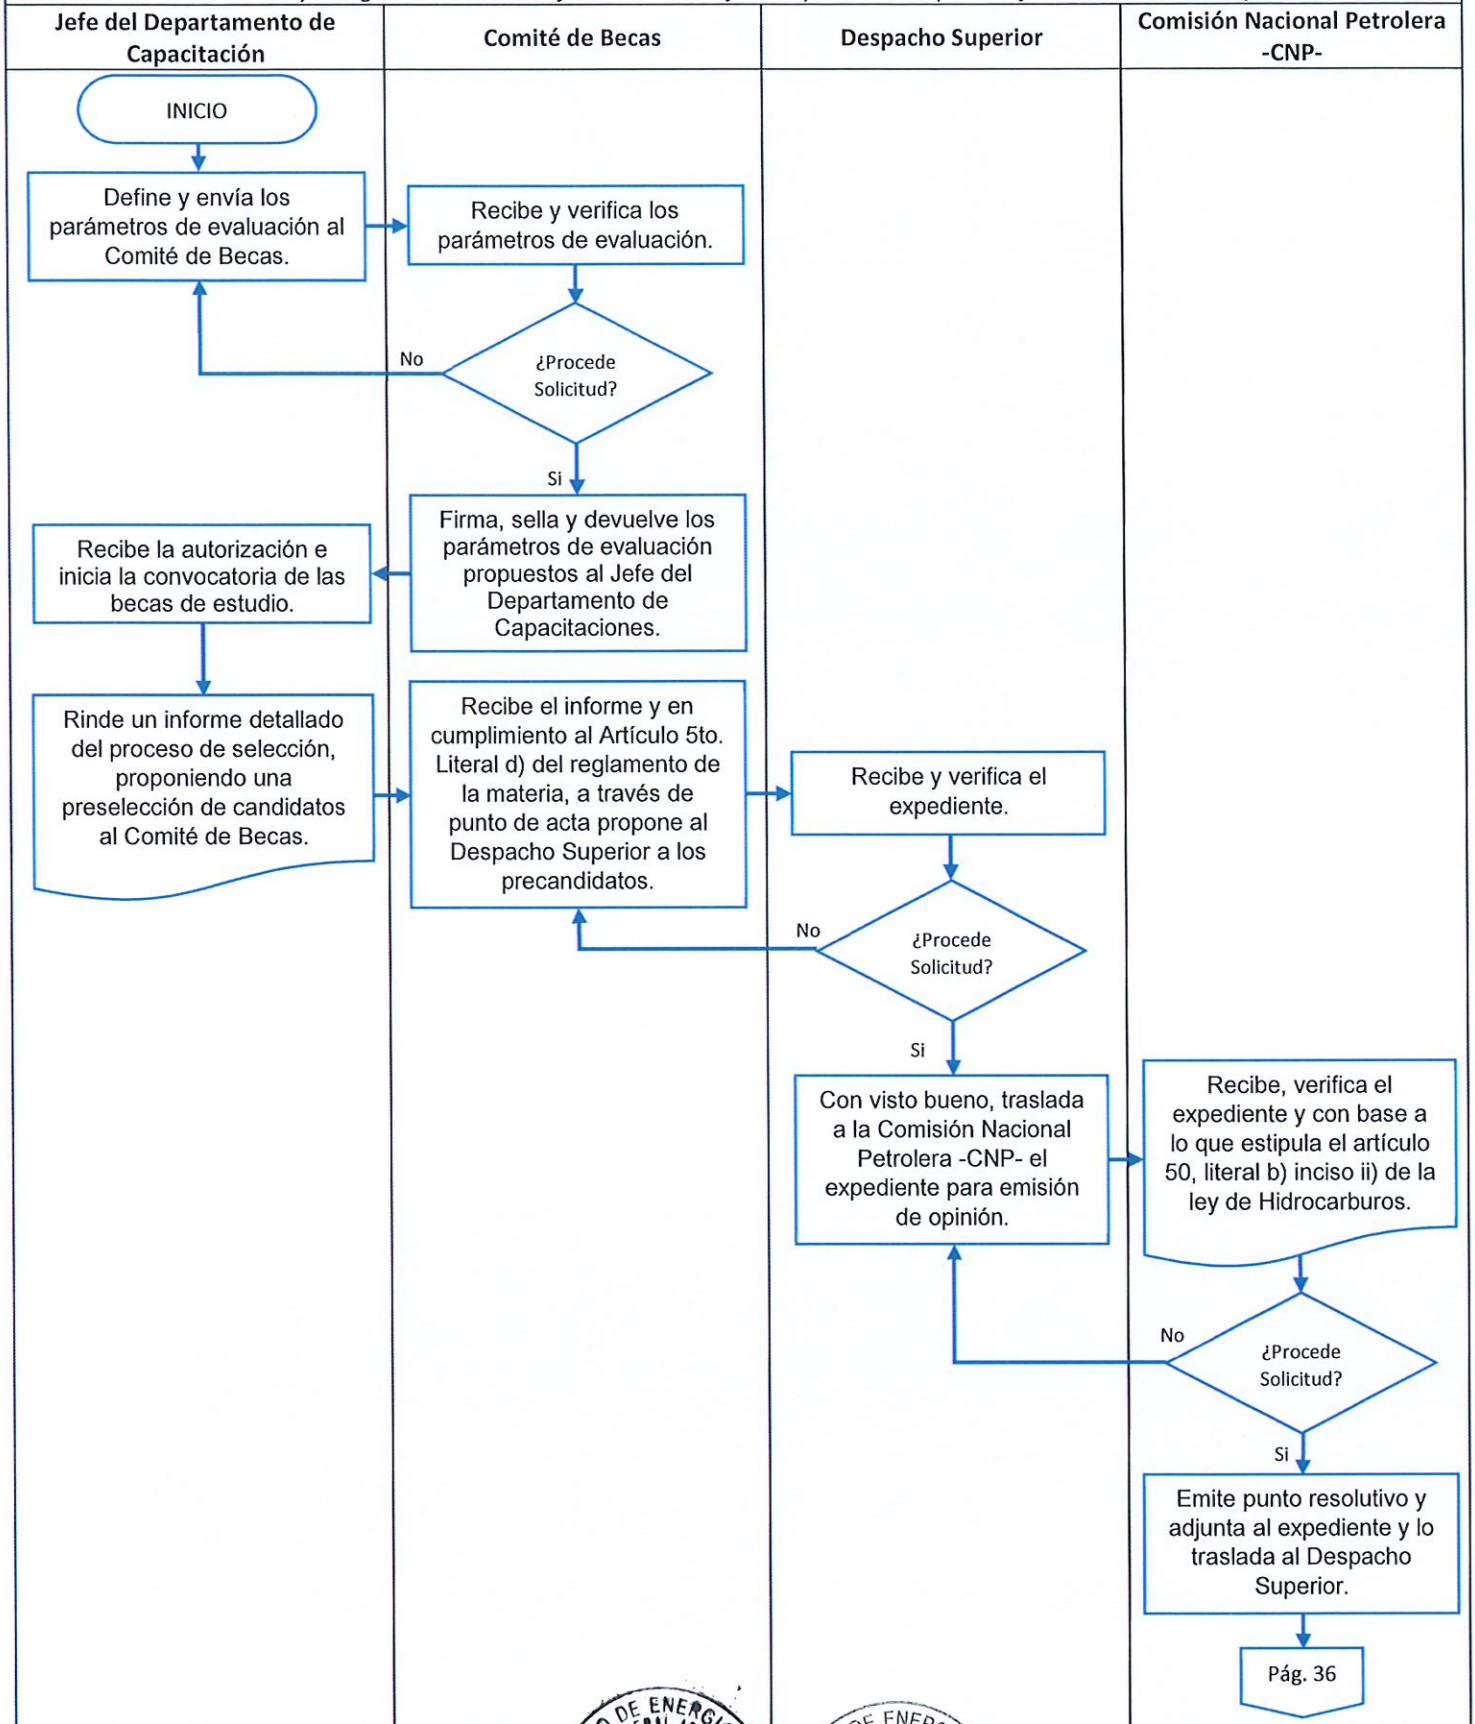 Jefe del Departamento de
Capacitación
Comité de Becas
Despacho Superior
Comisión Nacional Petrolera
-CNP-
INICIO
Define y envía los
parámetros de evaluación al
Comité de Becas.
Recibe y verifica los
parámetros de evaluación.
¿Procede
Solicitud?
No
Si
Firma, sella y devuelve los
parámetros de evaluación
propuestos al Jefe del
Departamento de
Capacitaciones.
Recibe la autorización e
inicia la convocatoria de las
becas de estudio.
Rinde un informe detallado
del proceso de selección,
proponiendo una
preselección de candidatos
al Comité de Becas.
Recibe el informe y en
cumplimiento al Artículo 5to.
Literal d) del reglamento de
la materia, a través de
punto de acta propone al
Despacho Superior a los
precandidatos.
Recibe y verifica el
expediente.
No
¿Procede
Solicitud?
Si
Con visto bueno, traslada
a la Comisión Nacional
Petrolera -CNP- el
expediente para emisión
de opinión.
Recibe, verifica el
expediente y con base a
lo que estipula el artículo
50, literal b) inciso ii) de la
ley de Hidrocarburos.
No
¿Procede
Solicitud?
Si
Emite punto resolutivo y
adjunta al expediente y lo
traslada al Despacho
Superior.
Pág. 36
DE ENERGI
DE ENER